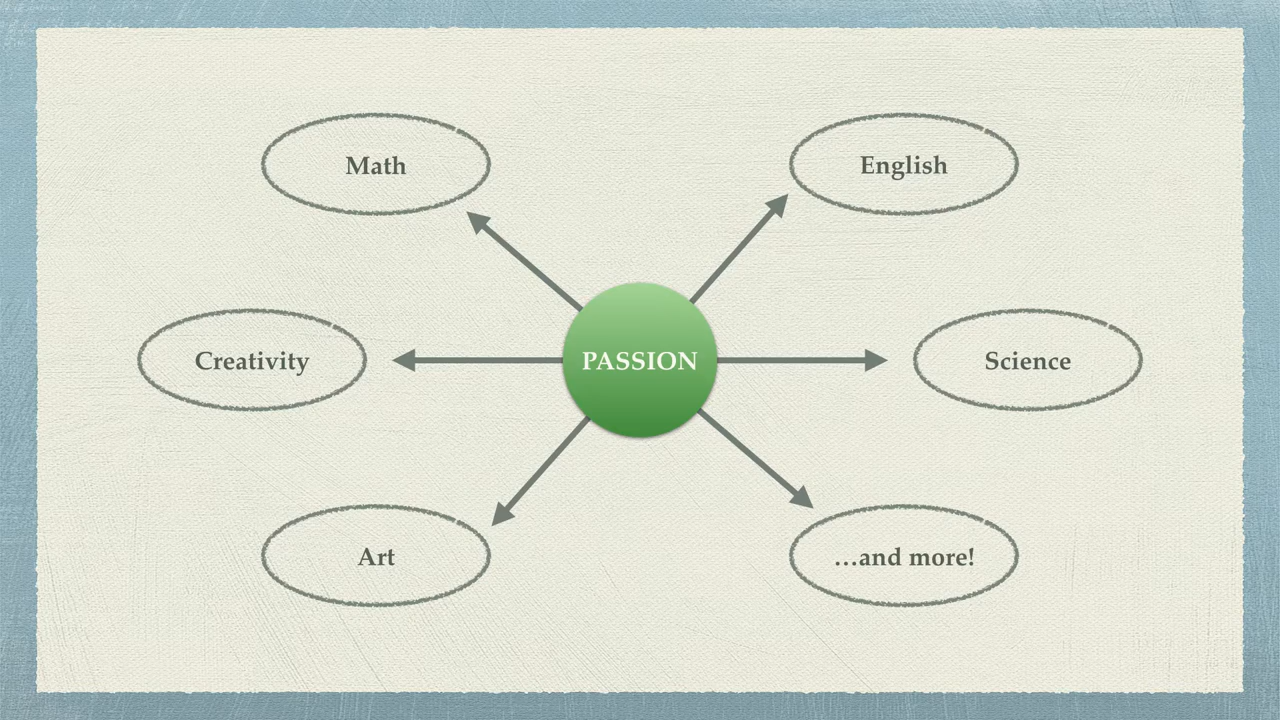 Math
English
Creativity
PASSION
Science
Art
…and more!